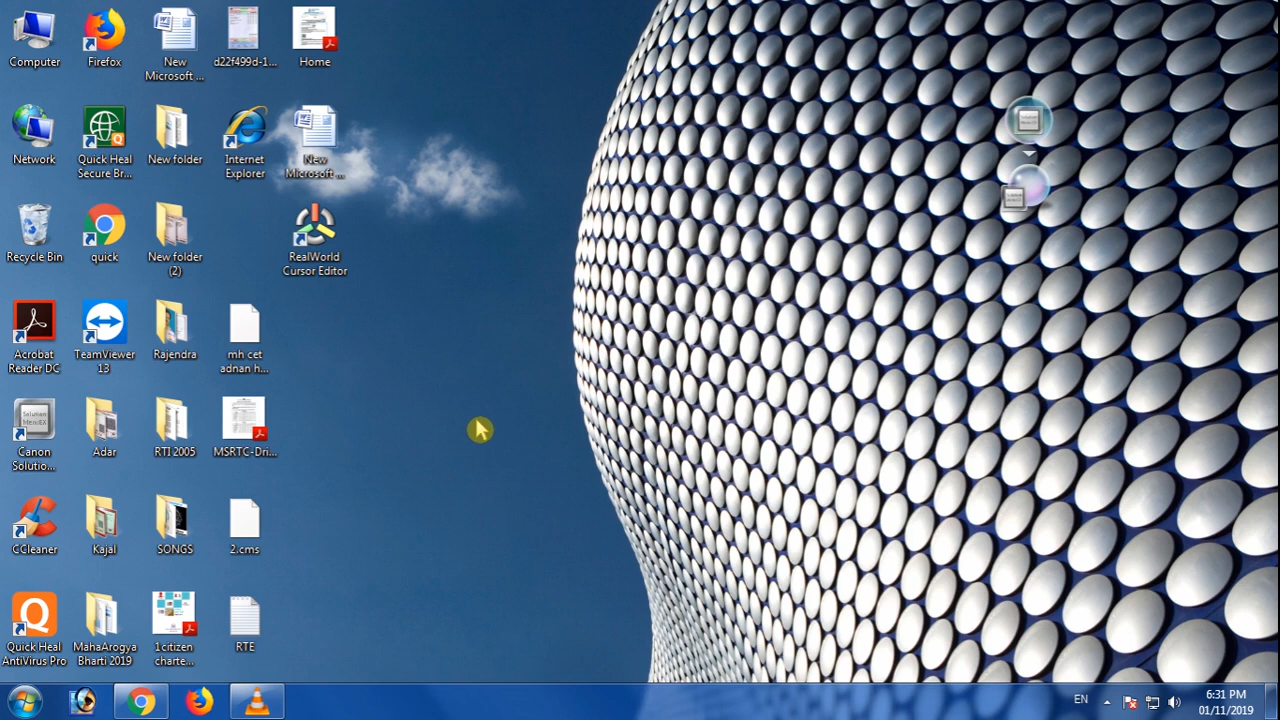 Computer
Firefox
New
Microsoft ...
d22f499d-1...
Home
Network
Quick Heal
Secure Br...
New folder
Internet
Explorer
New
Microsoft ...
Recycle Bin
quick
New folder
(2)
RealWorld
Cursor Editor
Acrobat
Reader DC
TeamViewer
13
Rajendra
mh cet
adnan h...
Canon
Solutio...
Adar
RTI 2005
MSRTC-Dri...
CCleaner
Kajal
SONGS
2.cms
Quick Heal
AntiVirus Pro
MahaArogya
Bharti 2019
1citizen
charte...
RTE
EN
6:31 PM
01/11/2019